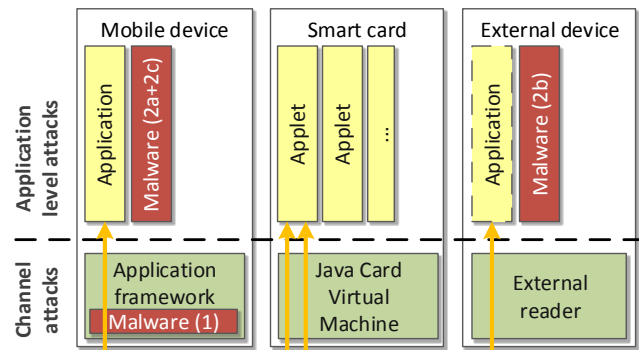 Mobile device
Smart card
External device
Application
level attacks
Application
Malware (2a+2c)
Applet
Applet
...
Application
Malware (2b)
Channel
attacks
Application
framework
Malware (1)
Java Card
Virtual
Machine
External
reader